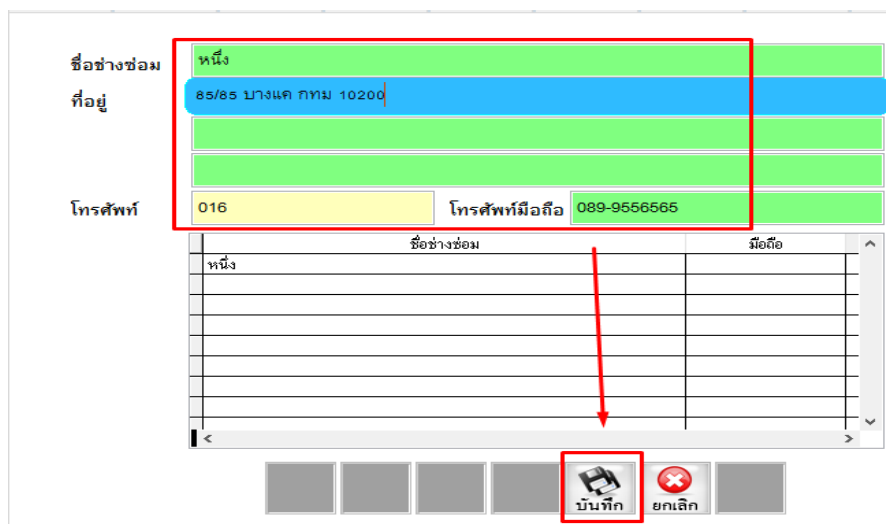 ชื่อช่างซ่อม หนึ่ง
ที่อยู่ 85/85 บางแค กทม 10200
โทรศัพท์ 016 โทรศัพท์มือถือ 089-9556565
ชื่อช่างซ่อม มือถือ
หนึ่ง
บันทึก ยกเลิก